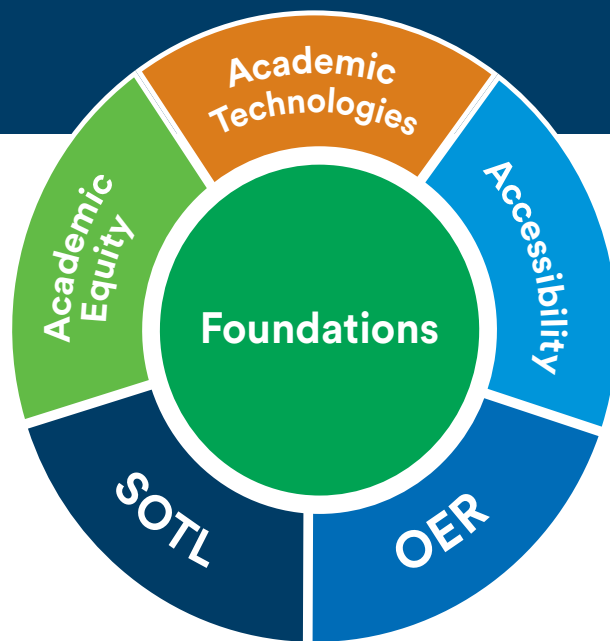 Academic
Technologies
Accessibility
OER
SOTL
Academic
Equity
Foundations